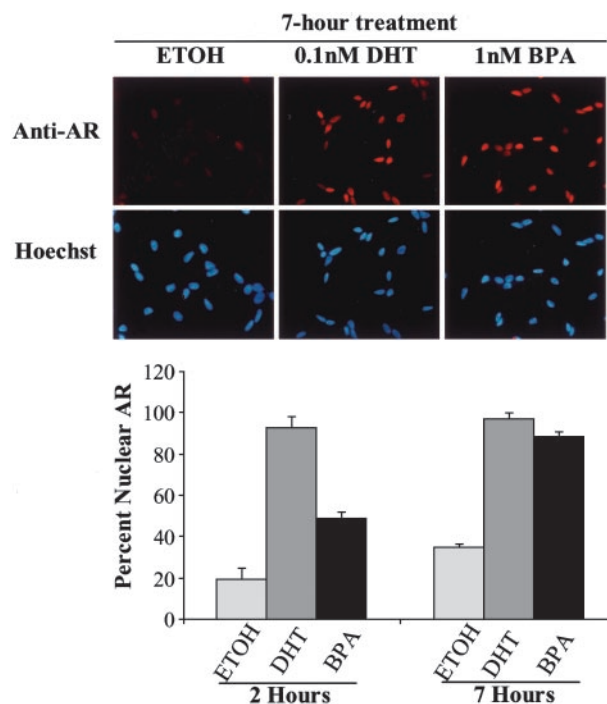 7-hour treatment
ETOH 0.1nM DHT 1nM BPA
Anti-AR
Hoechst
Percent Nuclear AR
120
100
80
60
40
20
0
ETOH DHT BPA ETOH DHT BPA
2 Hours 7 Hours